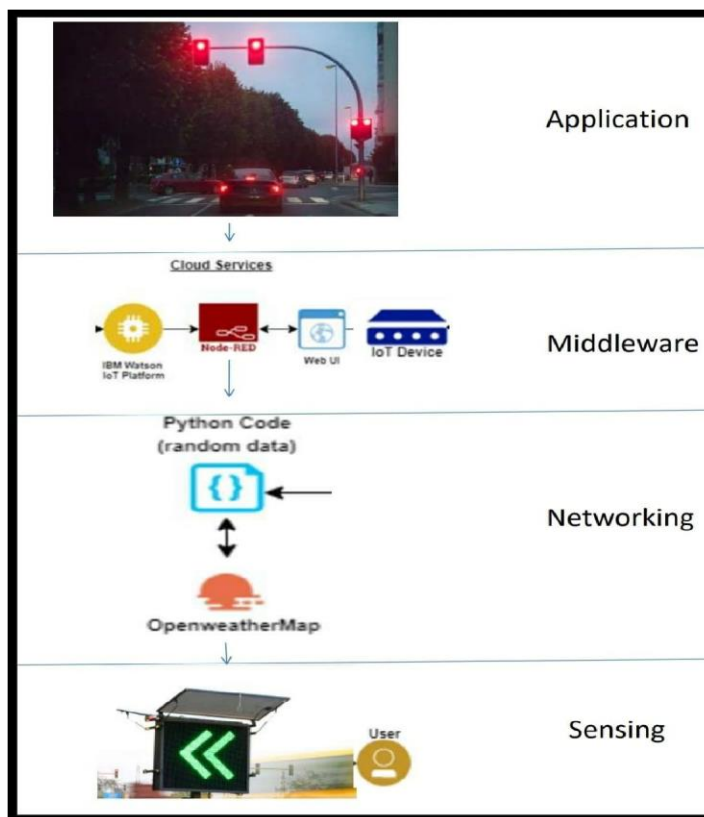 Application
Cloud Services
IBM Watson
IoT Platform
Node-RED
Web UI
IoT Device
Middleware
Python Code
(random data)
Networking
OpenweatherMap
User
Sensing